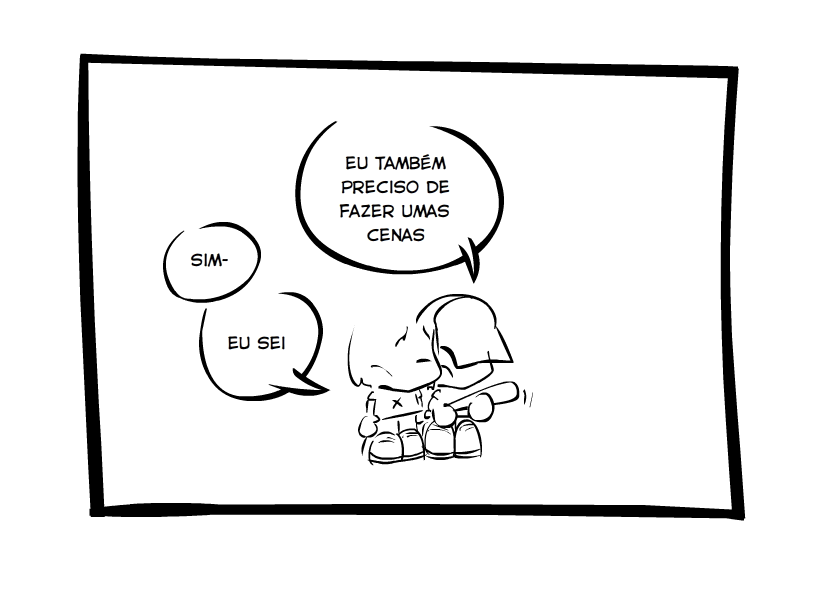 EU TAMBÉM
PRECISO DE
FAZER UMAS
CENAS
SIM-
EU SEI